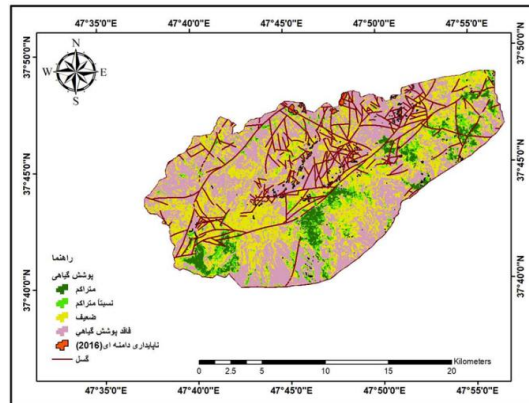 47°35'0"E 47°40'0"E 47°45'0"E 47°50'0"E 47°55'0"E
N
W E
S
37°50'0"N 37°50'0"N
37°45'0"N 37°45'0"N
37°40'0"N 37°40'0"N
راهنما
پوشش گیاهی
متراکم
نسبتاً متراکم
ضعیف
فاقد پوشش گیاهی
ناپایداری دامنه ای(2016)
گسل
Kilometers
0 2.5 5 10 15 20
47°35'0"E 47°40'0"E 47°45'0"E 47°50'0"E 47°55'0"E